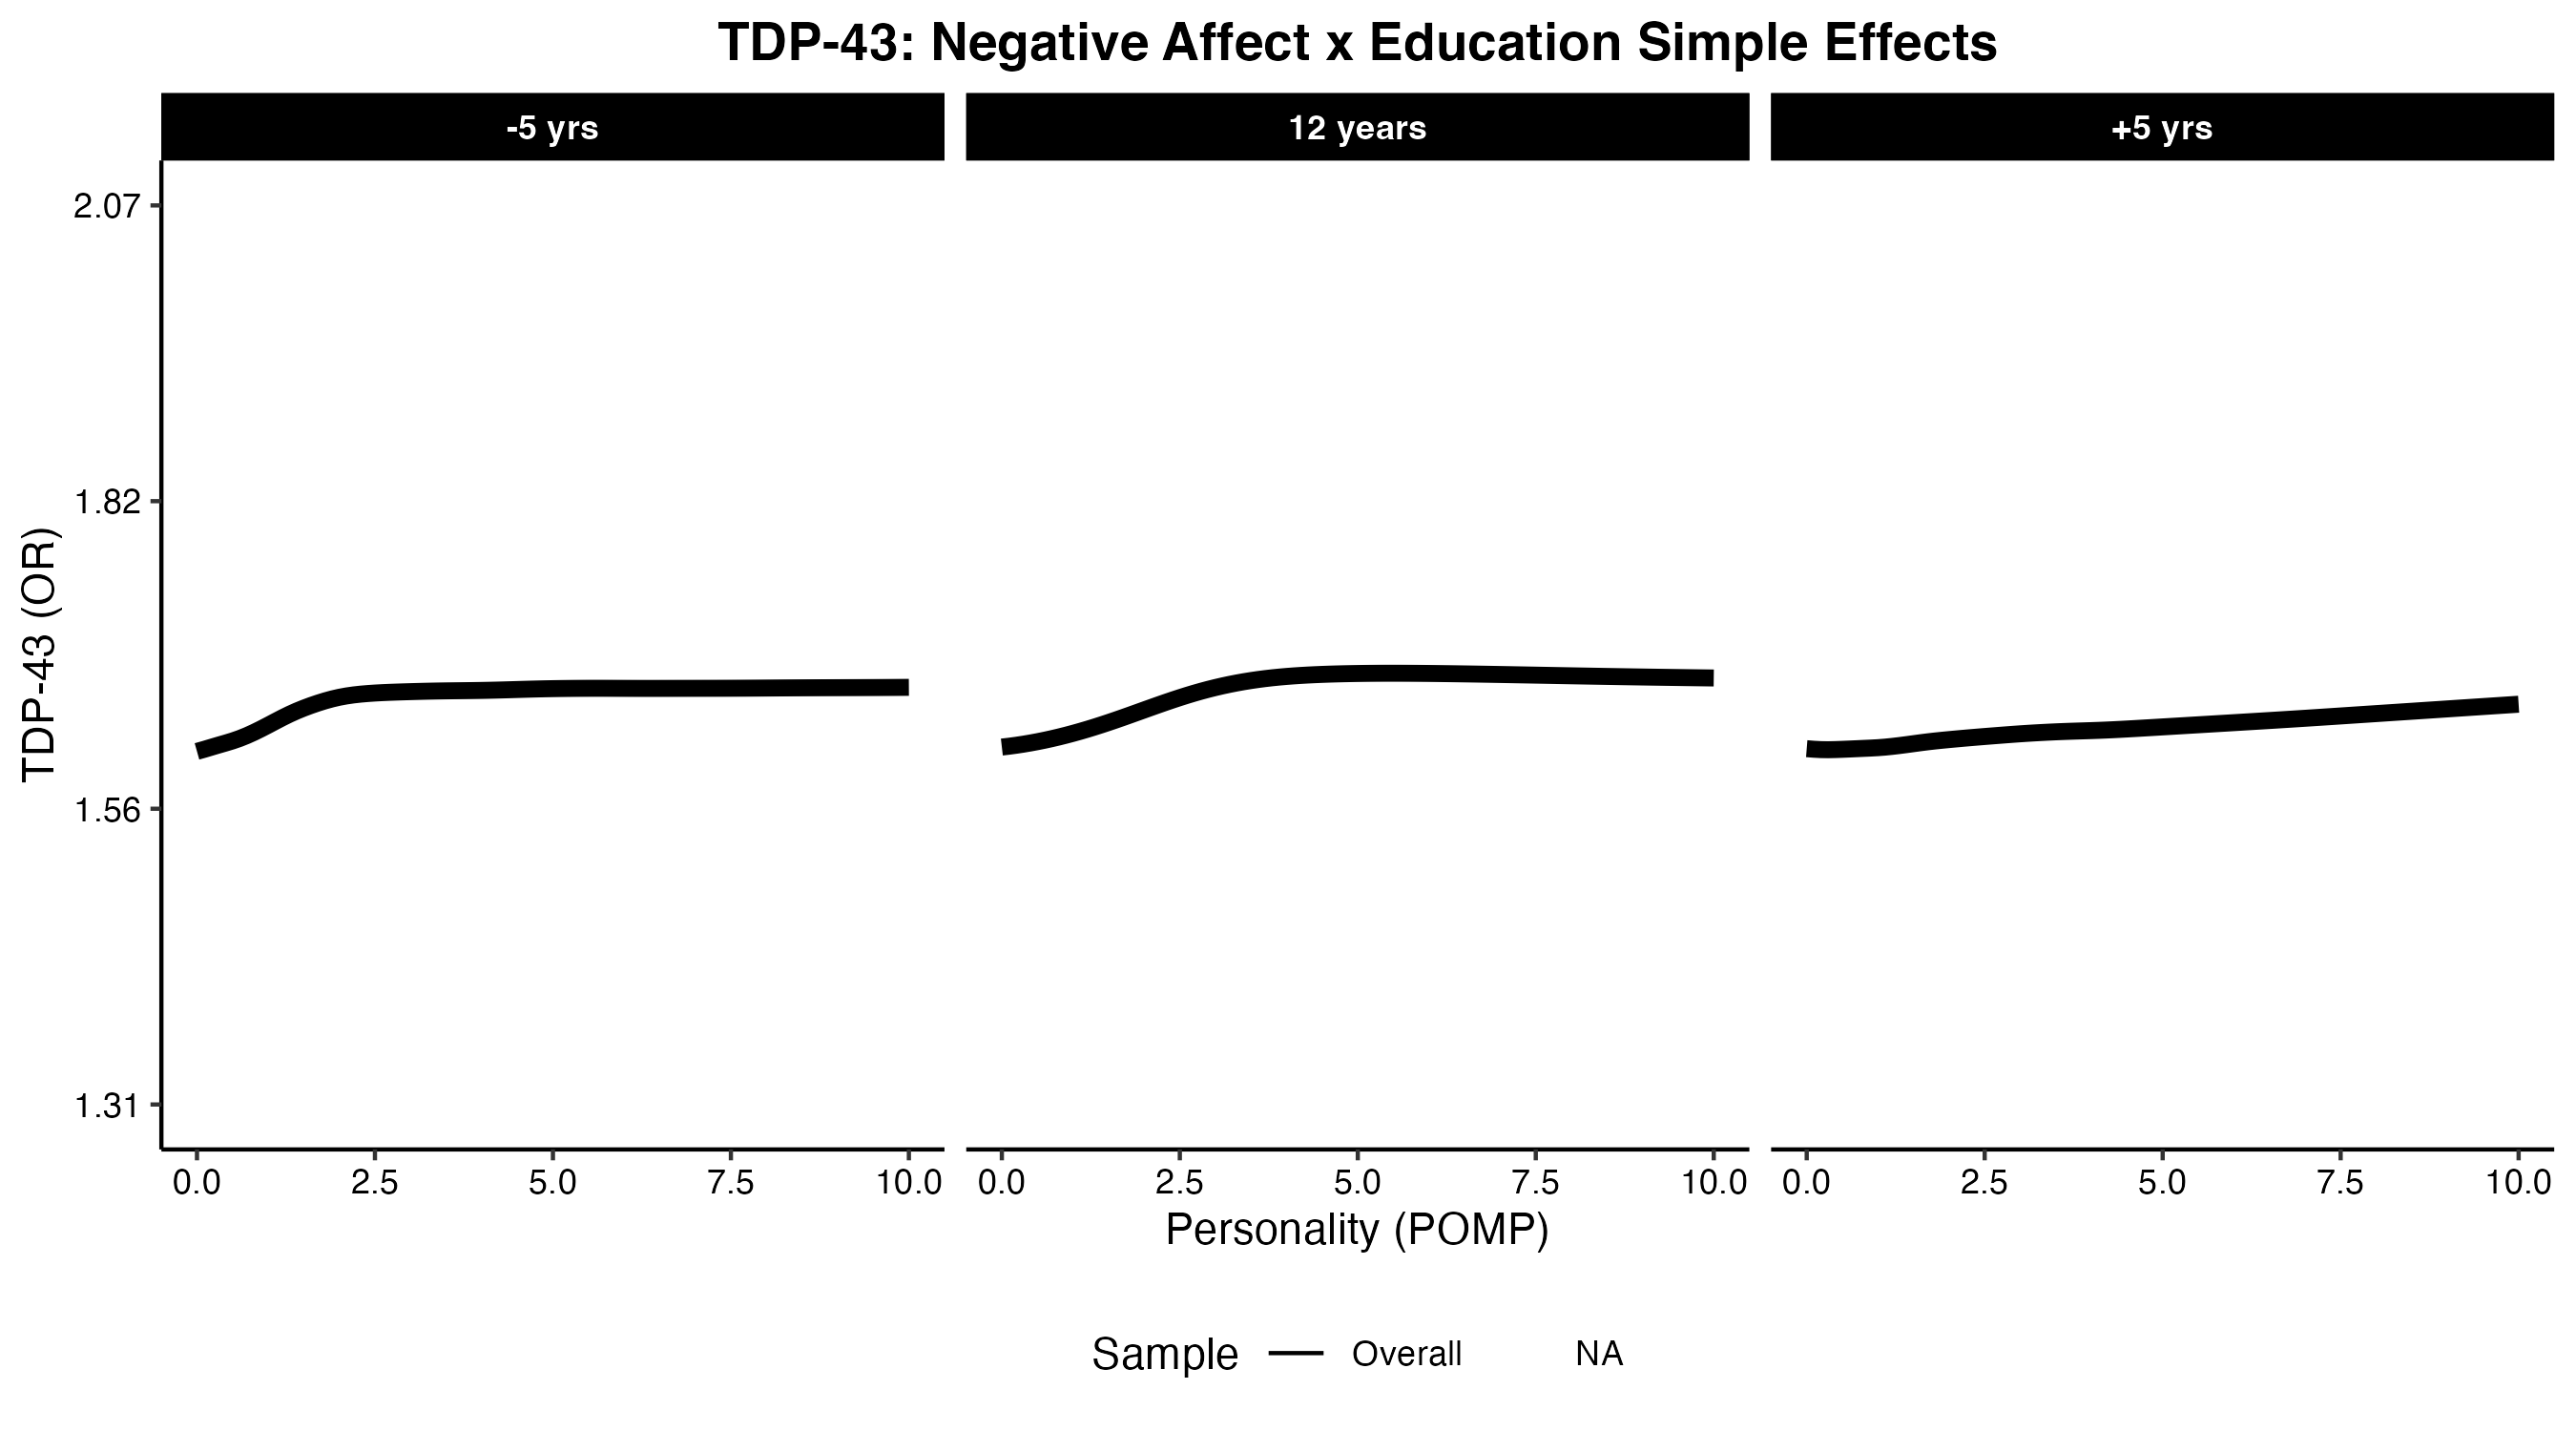 TDP-43: Negative Affect x Education Simple Effects
-5 yrs
12 years
+5 yrs
TDP-43 (OR)
2.07
1.82
1.56
1.31
0.0 2.5 5.0 7.5 10.0
0.0 2.5 5.0 7.5 10.0
0.0 2.5 5.0 7.5 10.0
Personality (POMP)
Sample Overall NA